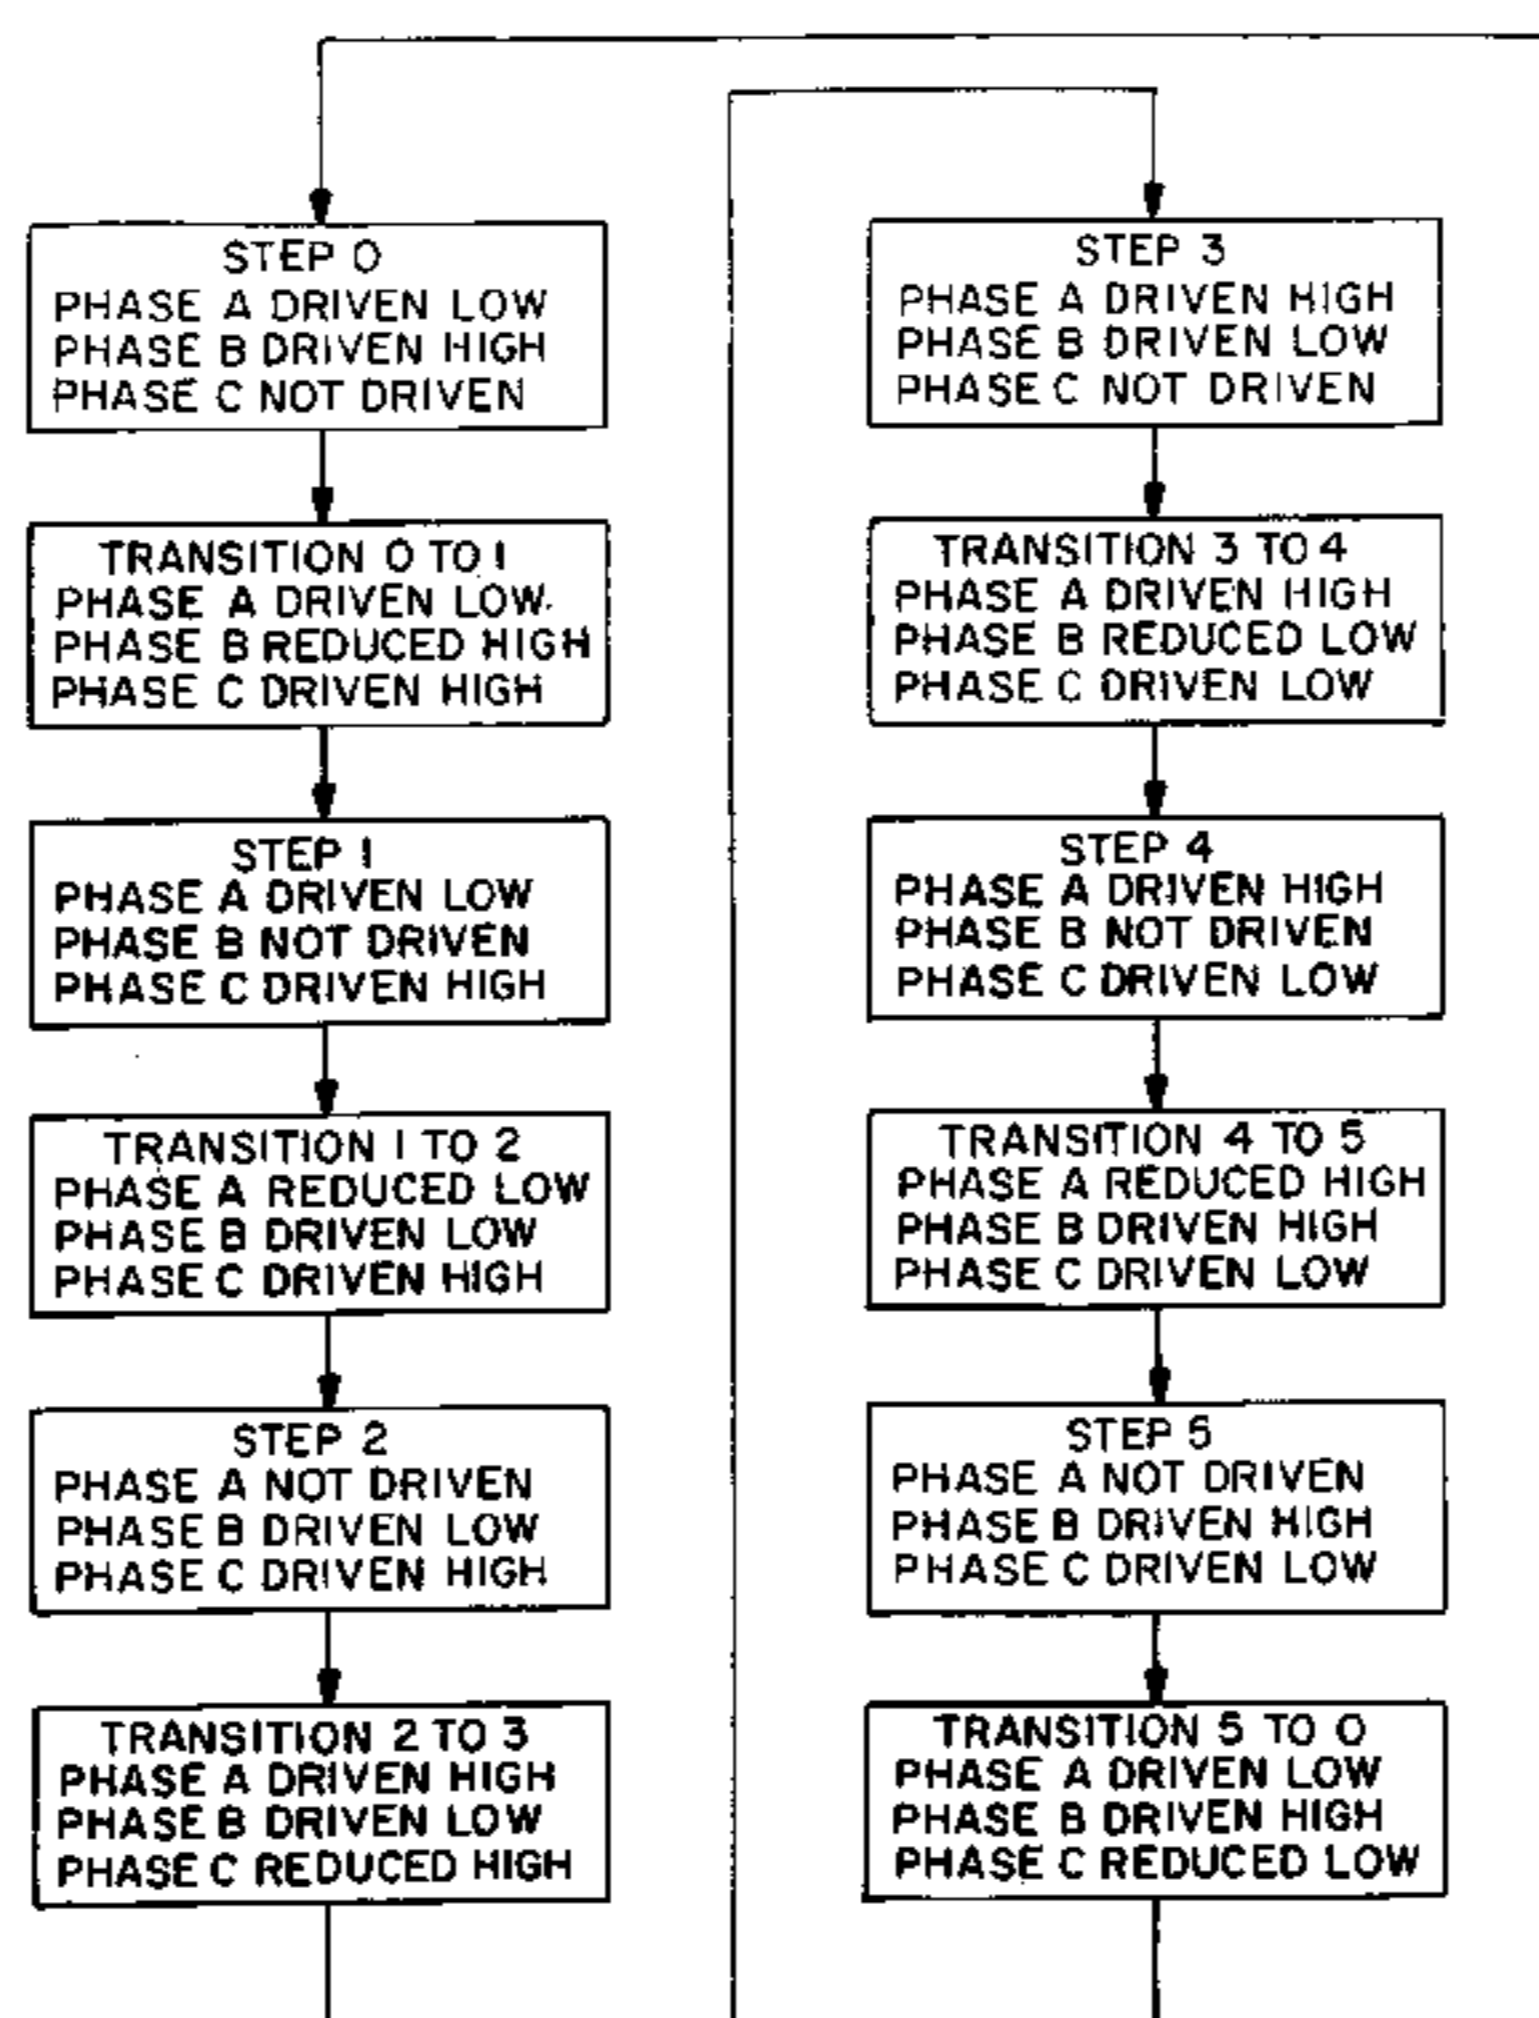 STEP 0
PHASE A DRIVEN LOW
PHASE B DRIVEN HIGH
PHASE C NOT DRIVEN
TRANSITION 0 TO 1
PHASE A DRIVEN LOW
PHASE B REDUCED HIGH
PHASE C DRIVEN HIGH
STEP 1
PHASE A DRIVEN LOW
PHASE B NOT DRIVEN
PHASE C DRIVEN HIGH
TRANSITION 1 TO 2
PHASE A REDUCED LOW
PHASE B DRIVEN LOW
PHASE C DRIVEN HIGH
STEP 2
PHASE A NOT DRIVEN
PHASE B DRIVEN LOW
PHASE C DRIVEN HIGH
TRANSITION 2 TO 3
PHASE A DRIVEN HIGH
PHASE B DRIVEN LOW
PHASE C REDUCED HIGH
STEP 3
PHASE A DRIVEN HIGH
PHASE B DRIVEN LOW
PHASE C NOT DRIVEN
TRANSITION 3 TO 4
PHASE A DRIVEN HIGH
PHASE B REDUCED LOW
PHASE C DRIVEN LOW
STEP 4
PHASE A DRIVEN HIGH
PHASE B NOT DRIVEN
PHASE C DRIVEN LOW
TRANSITION 4 TO 5
PHASE A REDUCED HIGH
PHASE B DRIVEN HIGH
PHASE C DRIVEN LOW
STEP 5
PHASE A NOT DRIVEN
PHASE B DRIVEN HIGH
PHASE C DRIVEN LOW
TRANSITION 5 TO 0
PHASE A DRIVEN LOW
PHASE B DRIVEN HIGH
PHASE C REDUCED LOW